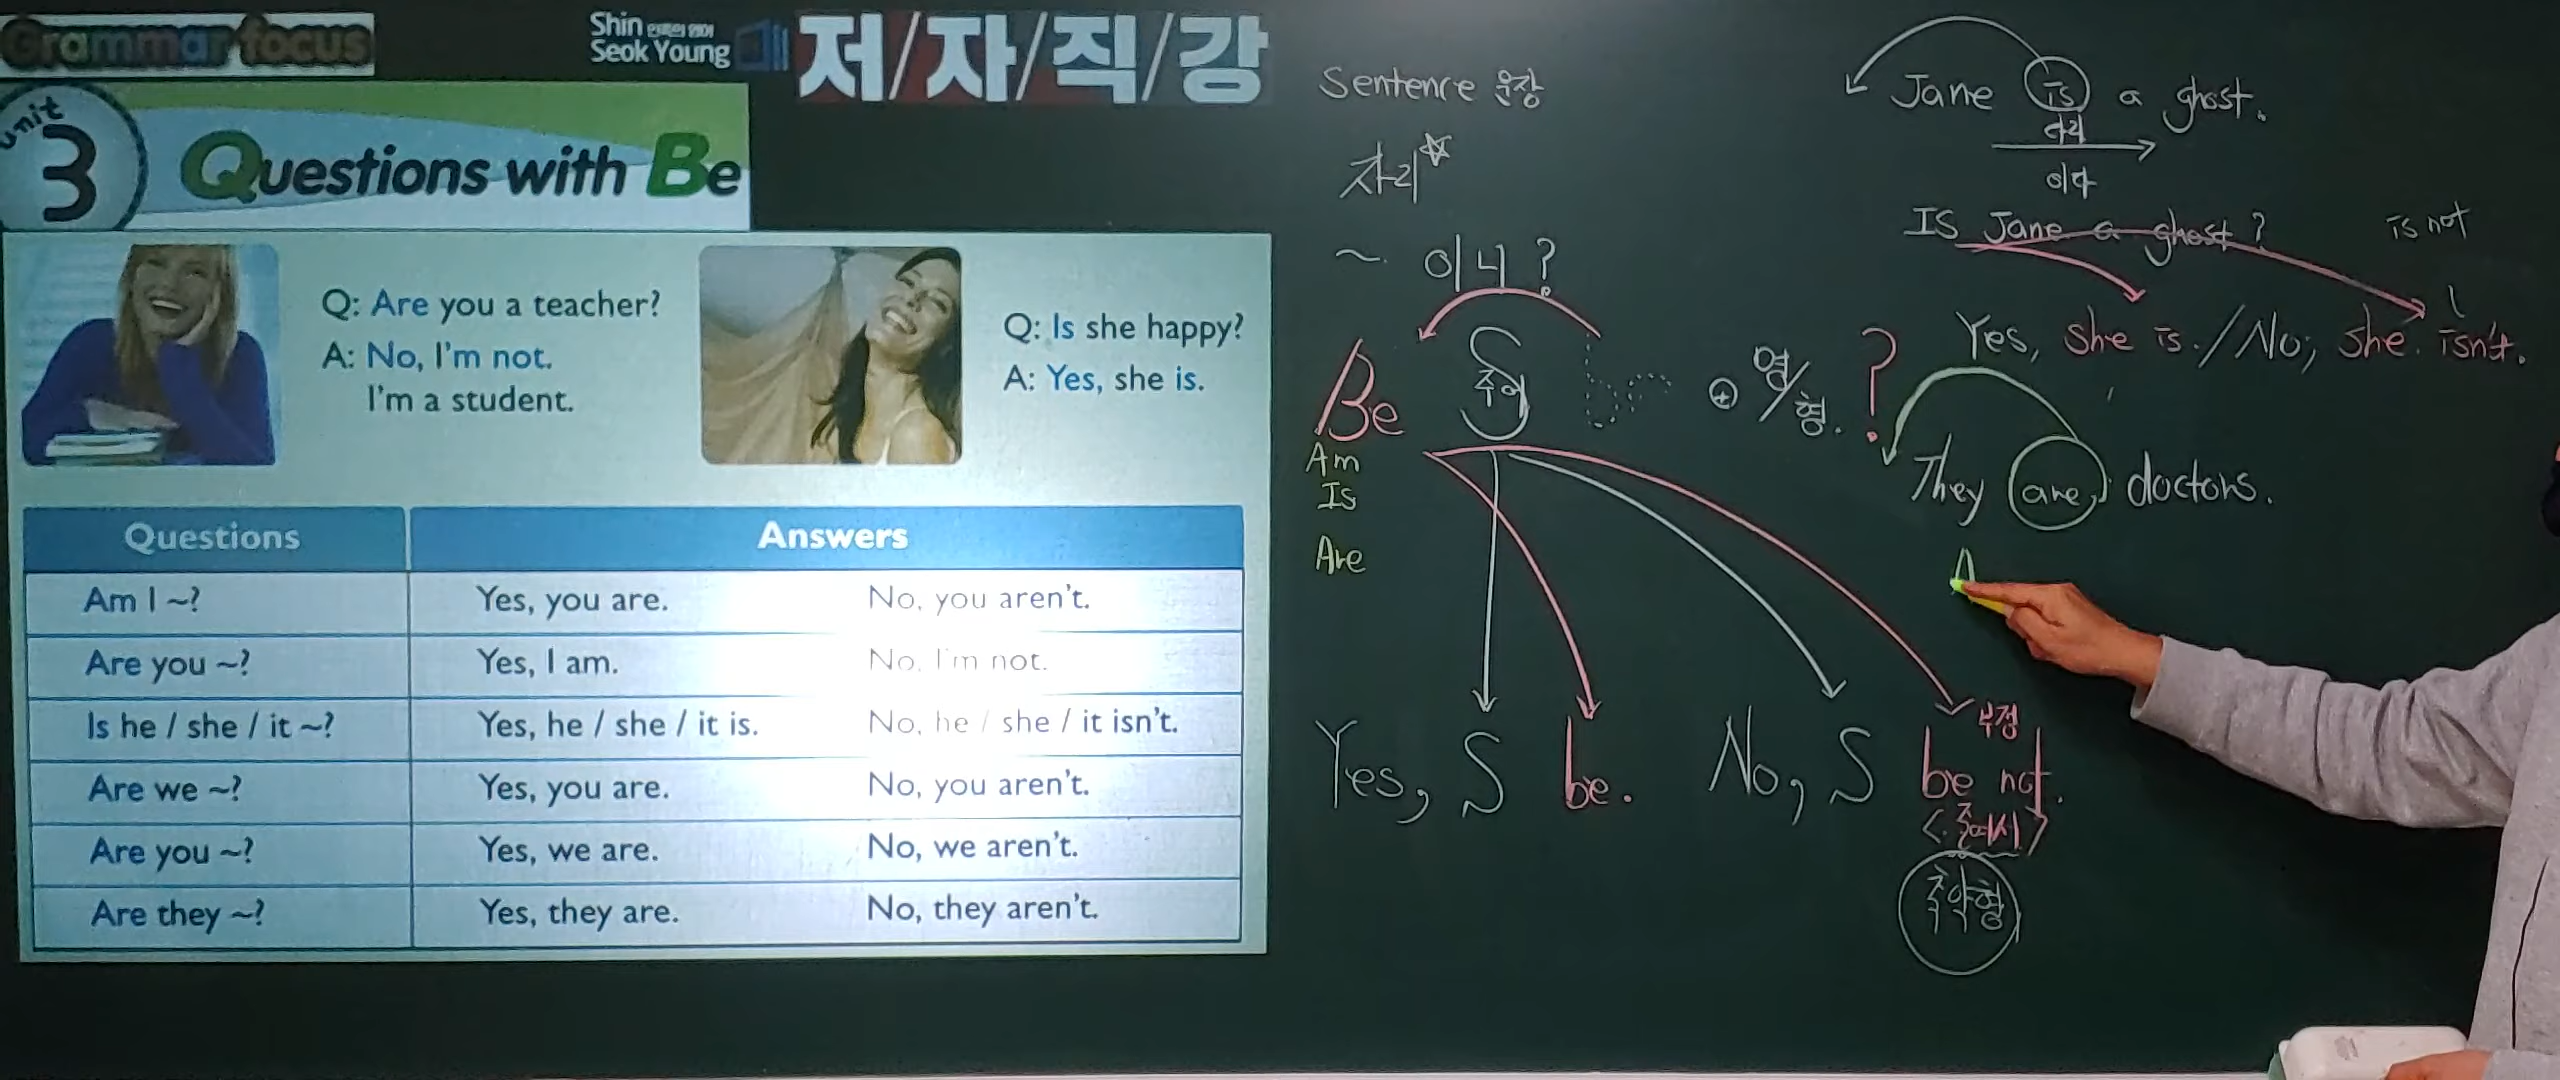 Grammar focus
Shin
Seok Young
저/자/직/강
unit
3
Questions with Be
Q: Are you a teacher?
A: No, I'm not.
I'm a student.
Q: Is she happy?
A: Yes, she is.
Questions Answers
Am I ~? Yes, you are. No, you aren't.
Are you ~? Yes, I am. No, I'm not.
Is he / she / it ~? Yes, he / she / it is. No, he / she / it isn't.
Are we ~? Yes, you are. No, you aren't.
Are you ~? Yes, we are. No, we aren't.
Are they ~? Yes, they are. No, they aren't.
Sentence 문장
자리
~ 이니?
Be S 주어 be ⊕ 명/형. ?
Am
Is
Are
Yes, S be. No, S be not.
부정
<줄여서>
축약형
Jane is a ghost.
이다
IS Jane a ghost?
is not
Yes, she is. / No, she isn't.
They are doctors.
A